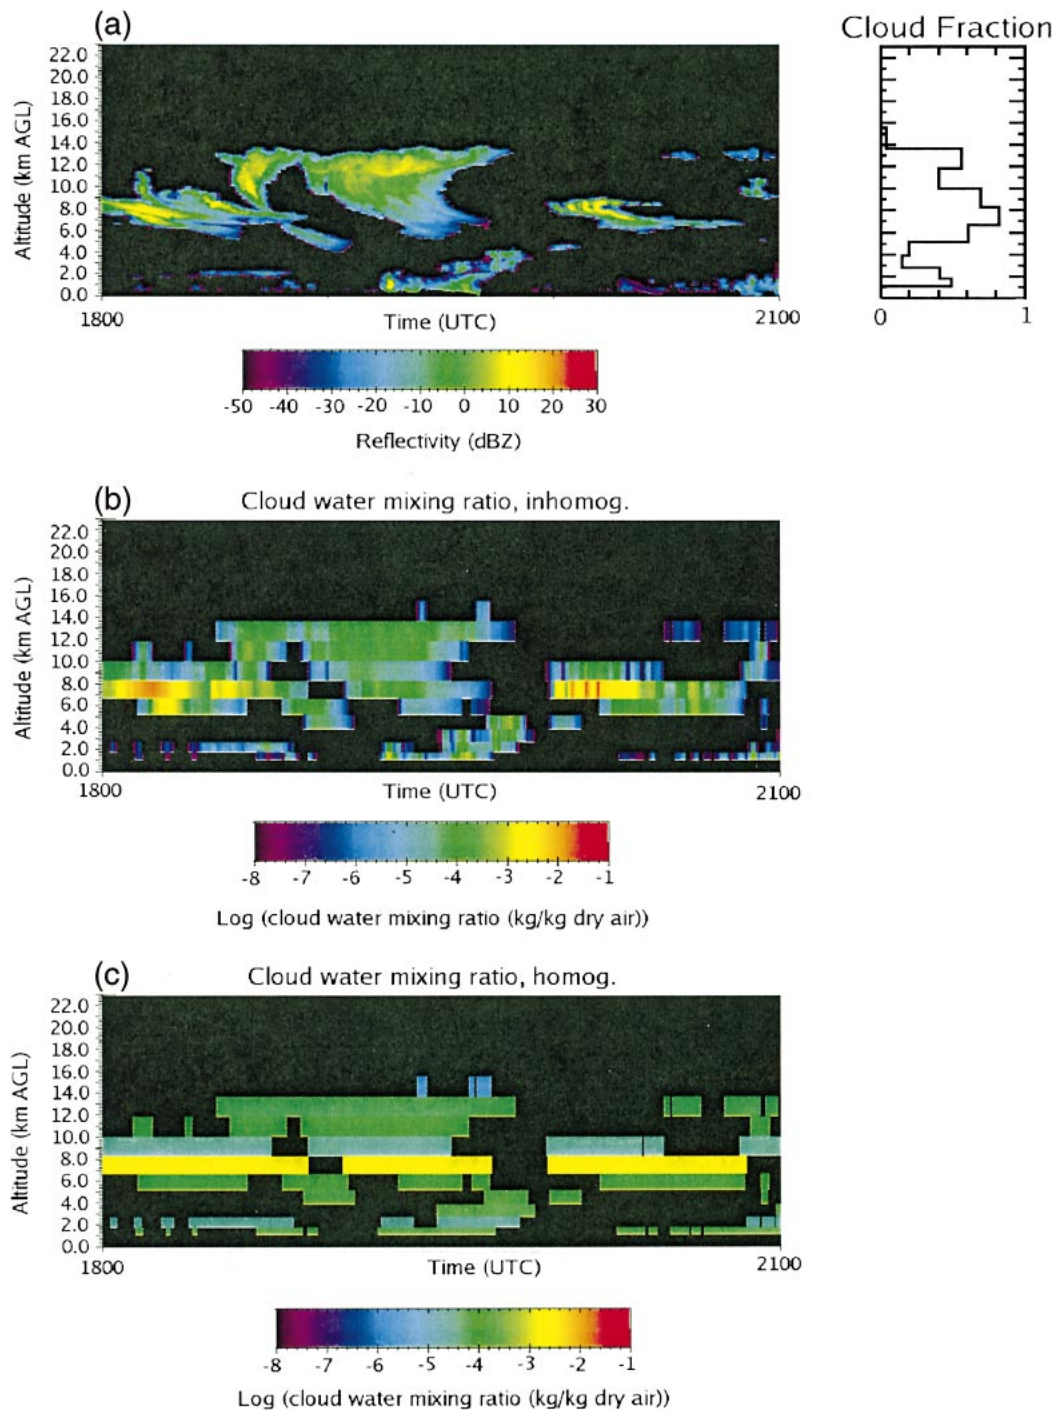 (a)
Cloud Fraction
22.0
20.0
18.0
16.0
14.0
12.0
10.0
8.0
6.0
4.0
2.0
0.0
Altitude (km AGL)
1800
Time (UTC)
2100
0
1
-50 -40 -30 -20 -10 0 10 20 30
Reflectivity (dBZ)
(b)
Cloud water mixing ratio, inhomog.
22.0
20.0
18.0
16.0
14.0
12.0
10.0
8.0
6.0
4.0
2.0
0.0
Altitude (km AGL)
1800
Time (UTC)
2100
-8 -7 -6 -5 -4 -3 -2 -1
Log (cloud water mixing ratio (kg/kg dry air))
(c)
Cloud water mixing ratio, homog.
22.0
20.0
18.0
16.0
14.0
12.0
10.0
8.0
6.0
4.0
2.0
0.0
Altitude (km AGL)
1800
Time (UTC)
2100
-8 -7 -6 -5 -4 -3 -2 -1
Log (cloud water mixing ratio (kg/kg dry air))